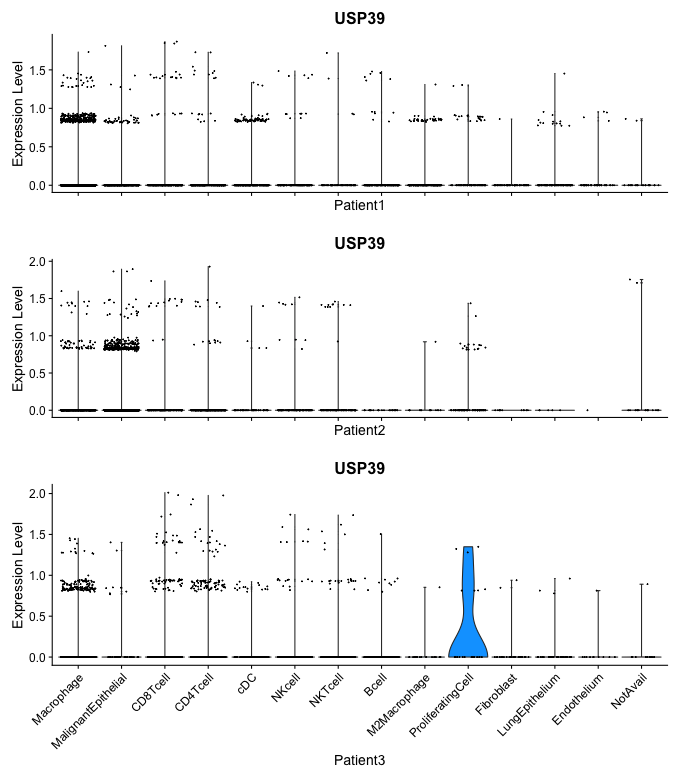 USP39
Expression Level
1.5
1.0
0.5
0.0
Patient1
USP39
Expression Level
2.0
1.5
1.0
0.5
0.0
Patient2
USP39
Expression Level
2.0
1.5
1.0
0.5
0.0
Macrophage
MalignantEpithelial
CD8Tcell
CD4Tcell
cDC
NKcell
NKTcell
Bcell
M2Macrophage
ProliferatingCell
Fibroblast
LungEpithelium
Endothelium
NotAvail
Patient3